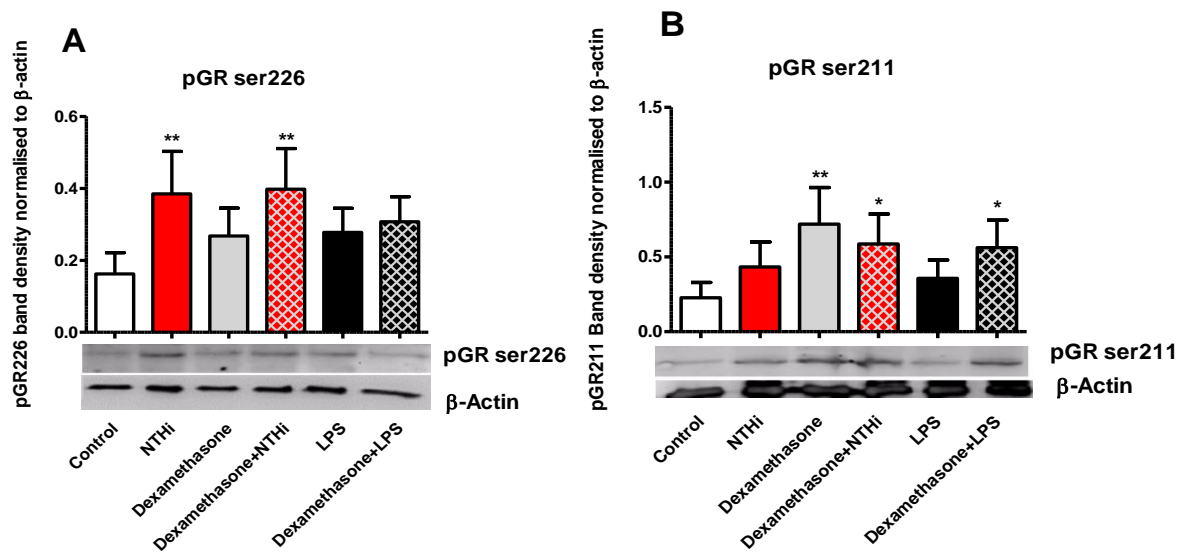 A
pGR ser226
pGR226 band density normalised to β-actin
0.6
**
**
0.4
0.2
0.0
pGR ser226
β-Actin
Control
NTHi
Dexamethasone
Dexamethasone+NTHi
LPS
Dexamethasone+LPS
B
pGR ser211
pGR211 Band density normalised to β-actin
1.5
1.0
**
*
*
0.5
0.0
pGR ser211
β-Actin
Control
NTHi
Dexamethasone
Dexamethasone+NTHi
LPS
Dexamethasone+LPS